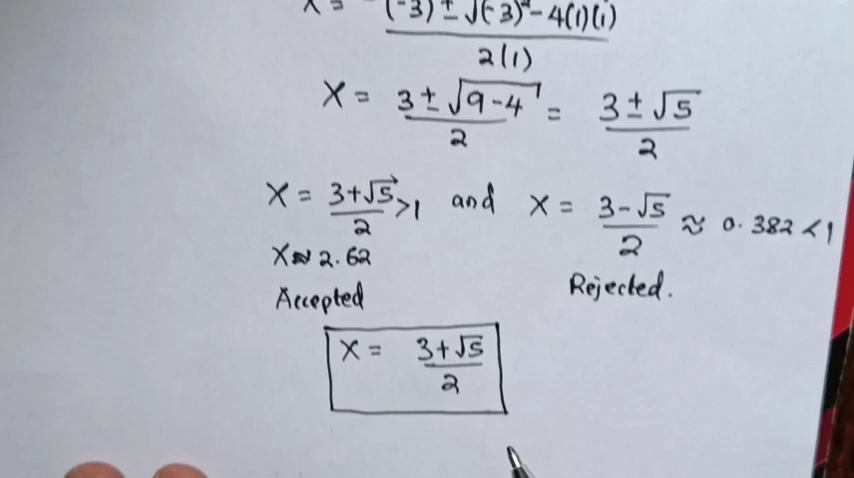 x = (-3) ± √(-3)² - 4(1)(1)
2(1)
x = 3 ± √9-4 / 2 = 3 ± √5 / 2
x = 3+√5 / 2 >1 and x = 3-√5 / 2 ≈ 0.382 <1
x ≈ 2.62
Accepted Rejected.
x = 3+√5 / 2